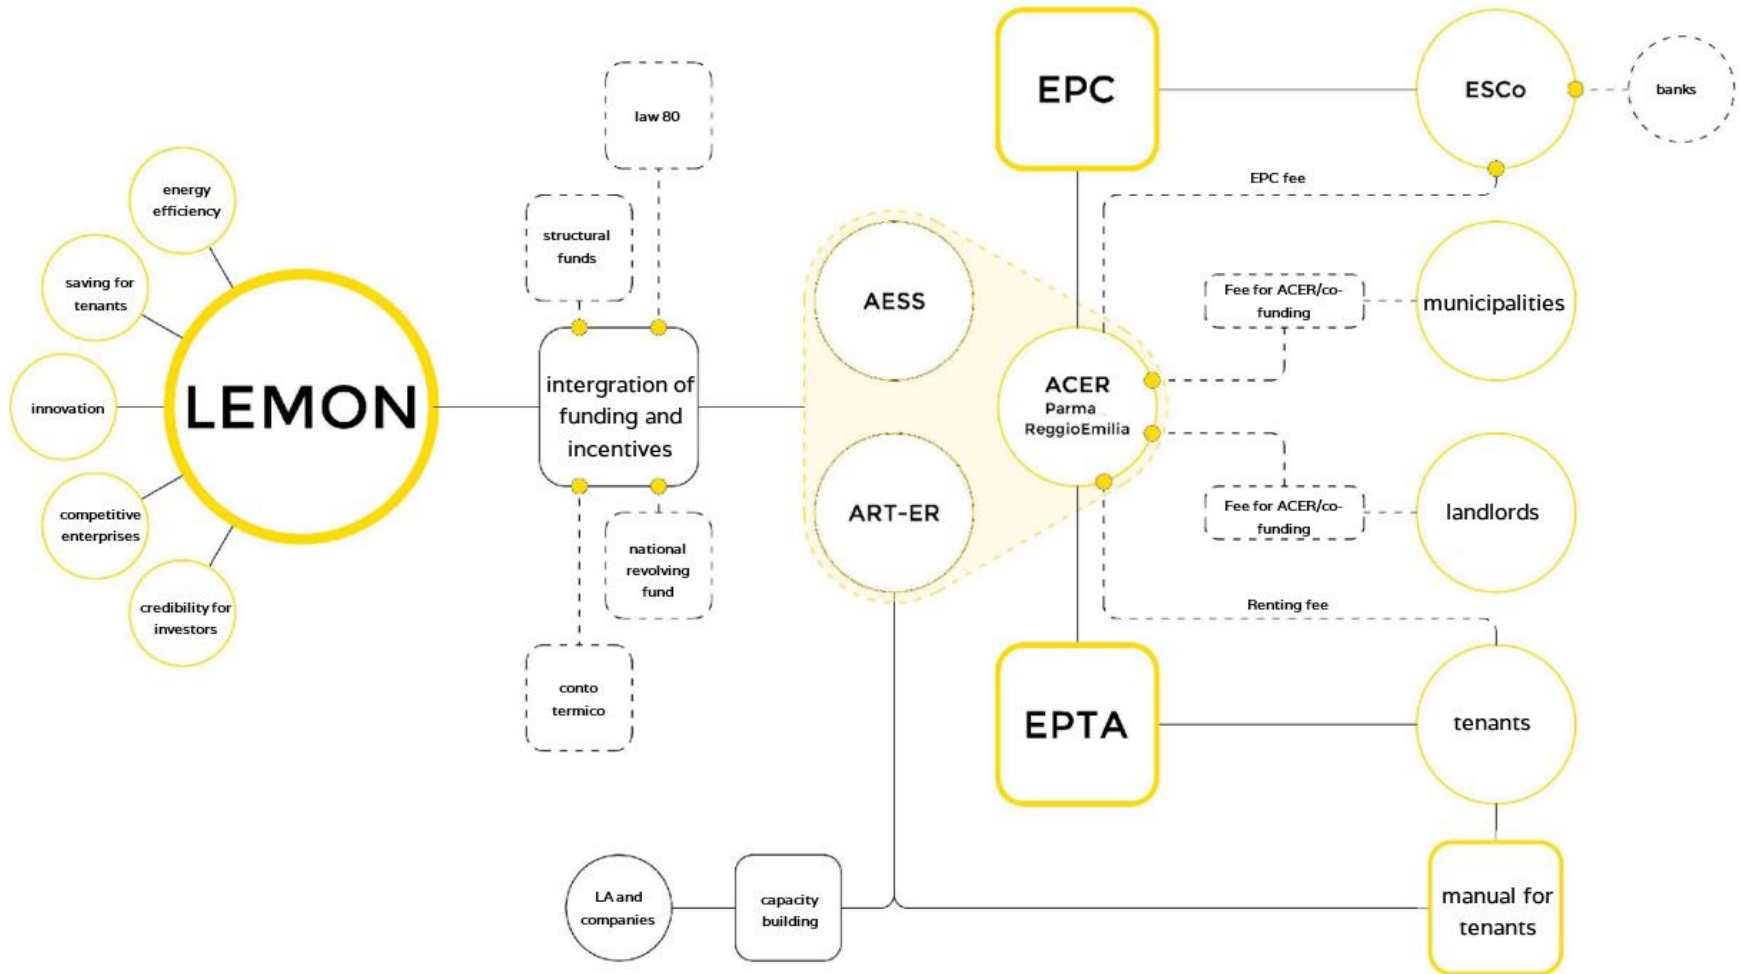 energy
efficiency
saving for
tenants
innovation
competitive
enterprises
credibility for
investors
LEMON
law 80
structural
funds
intergration of
funding and
incentives
national
revolving
fund
conto
termico
AESS
ART-ER
ACER
Parma
ReggioEmilia
EPC
ESCo
banks
EPC fee
Fee for ACER/co-
funding
municipalities
Fee for ACER/co-
funding
landlords
Renting fee
EPTA
tenants
LA and
companies
capacity
building
manual for
tenants